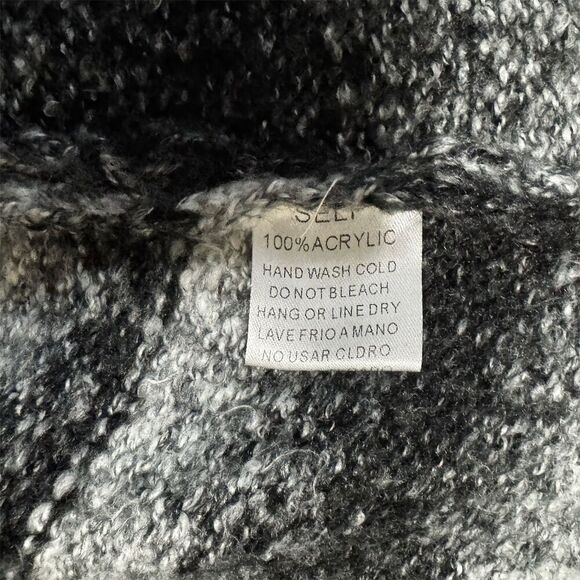 SELF
100% ACRYLIC
HAND WASH COLD
DO NOT BLEACH
HANG OR LINE DRY
LAVE FRIO A MANO
NO USAR CLDRO